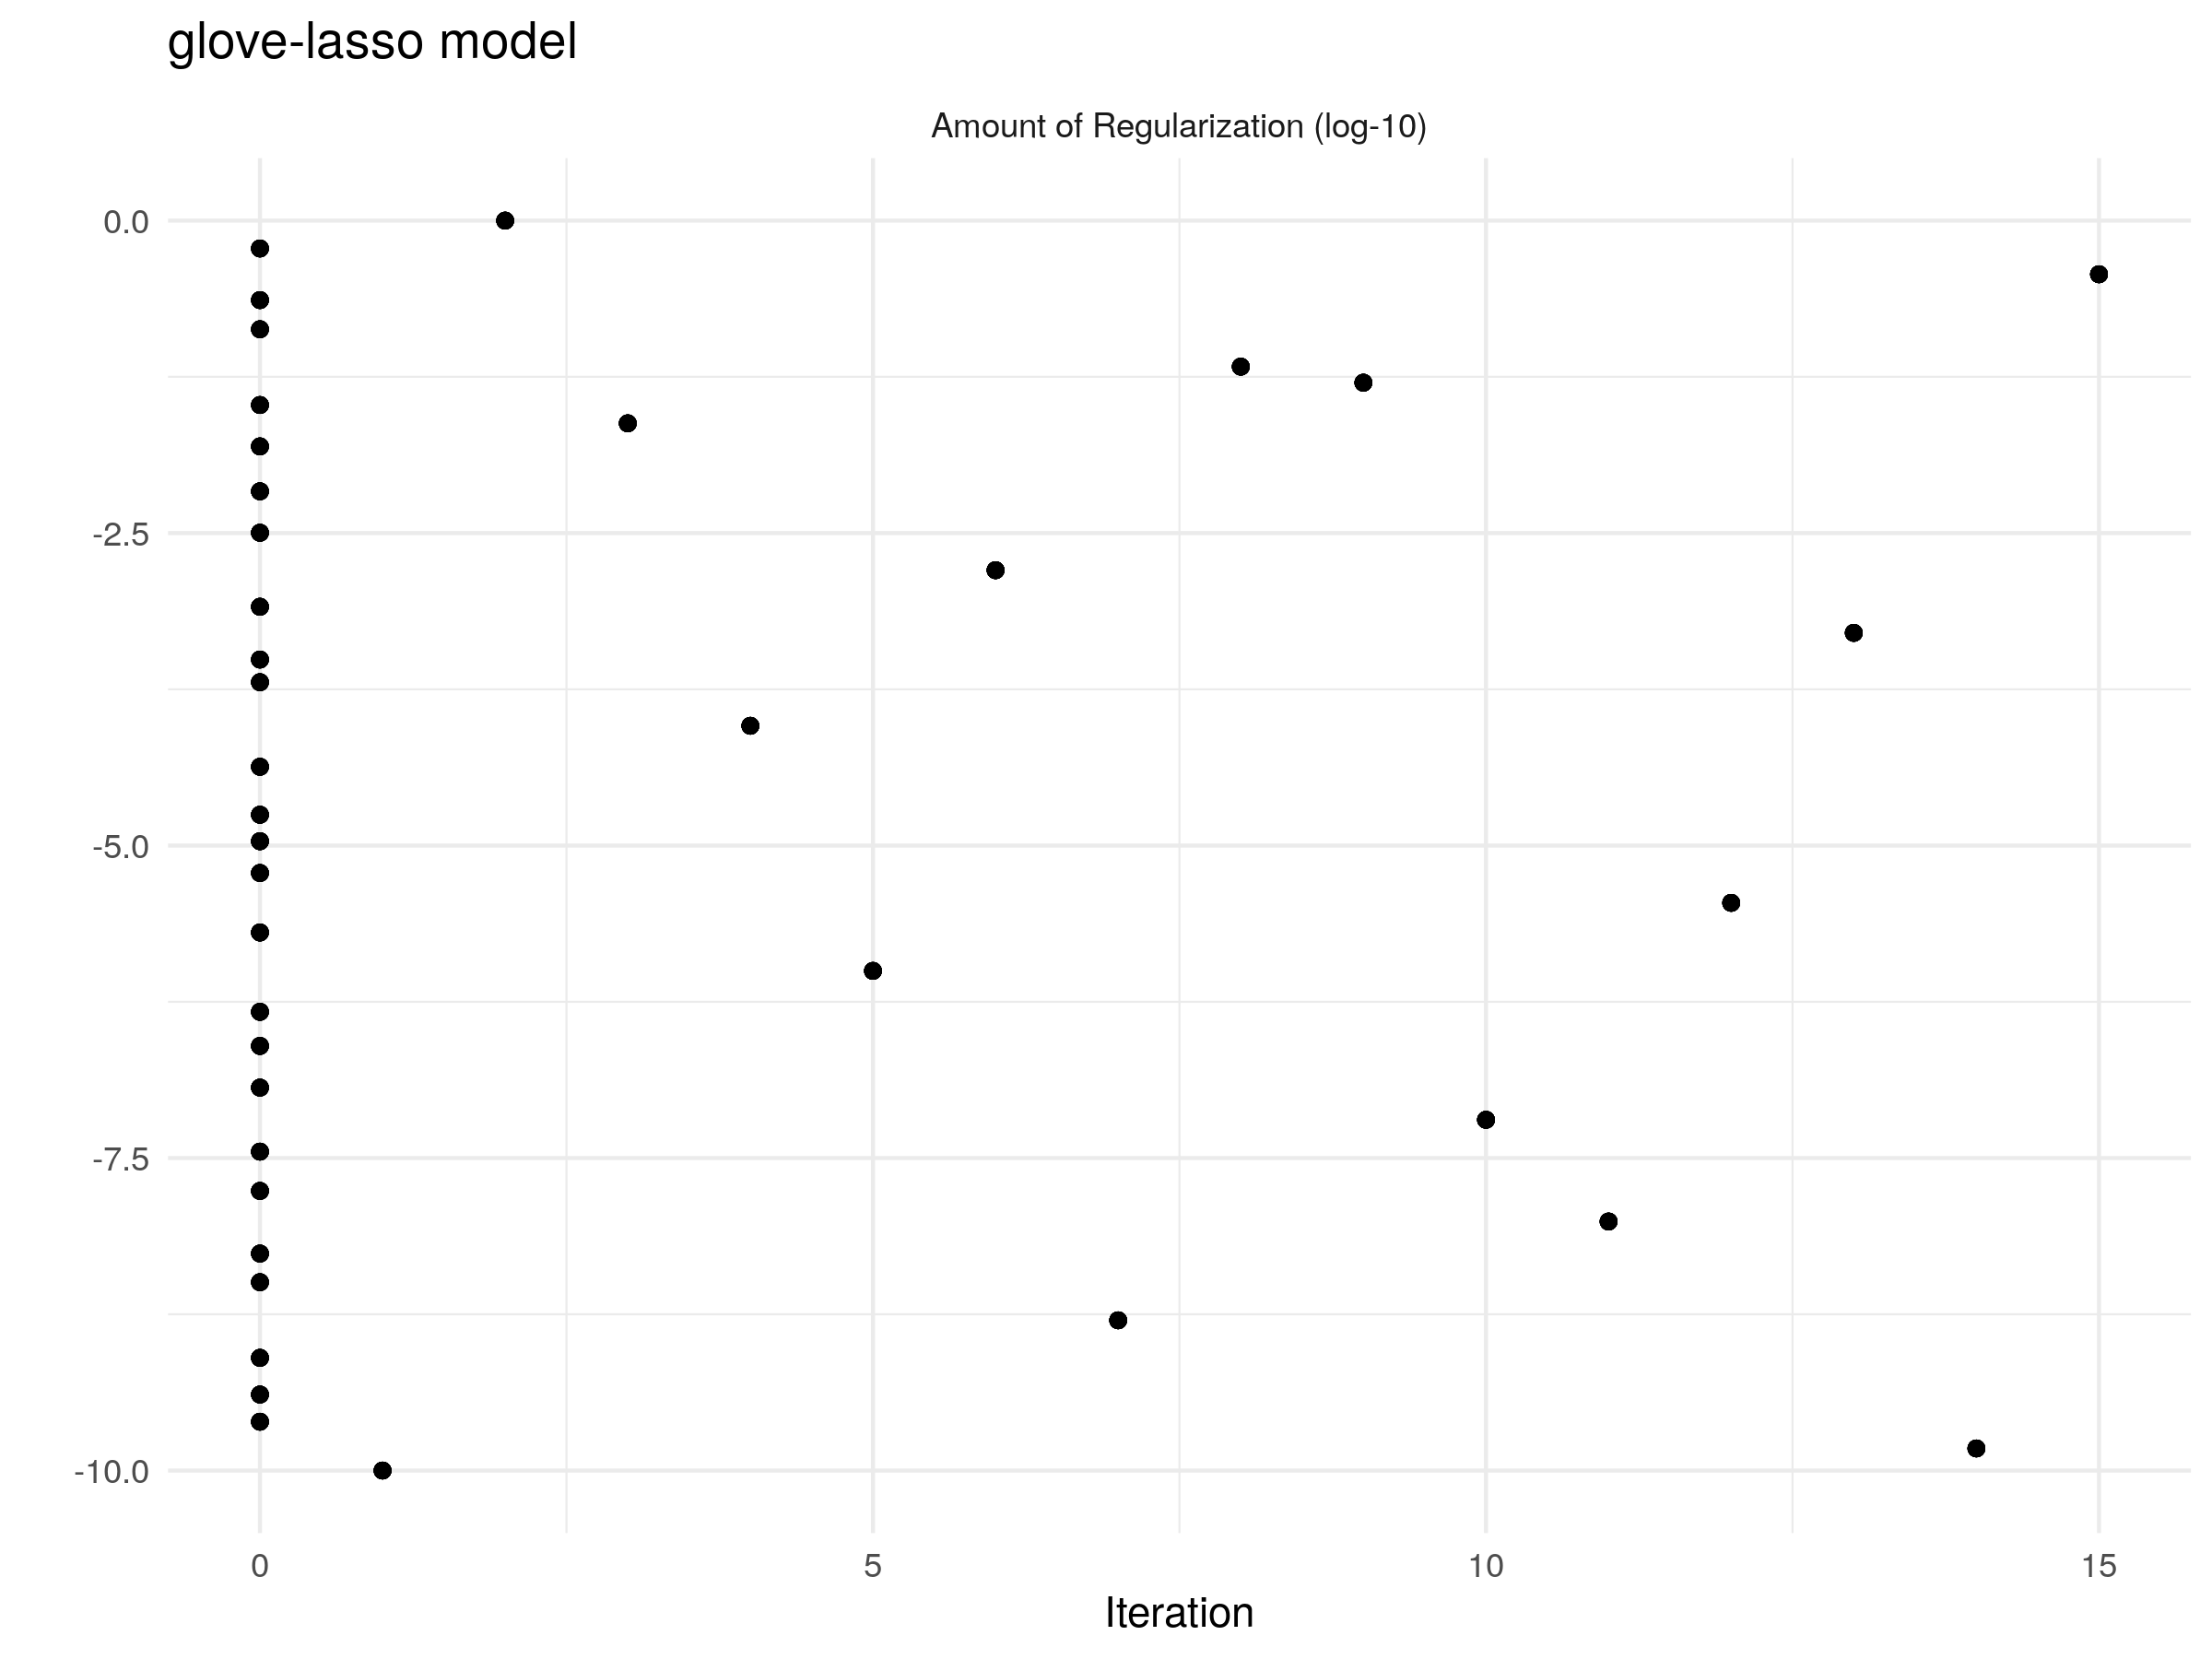 glove-lasso model
Amount of Regularization (log-10)
0.0
-2.5
-5.0
-7.5
-10.0
0 5 10 15
Iteration